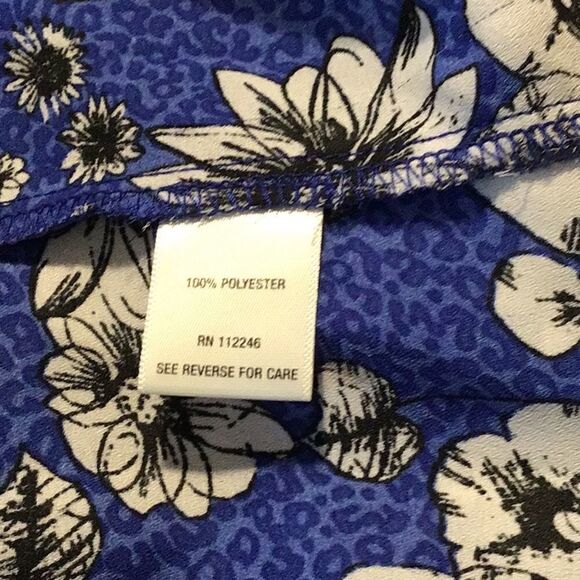 100% POLYESTER
RN 112246
SEE REVERSE FOR CARE